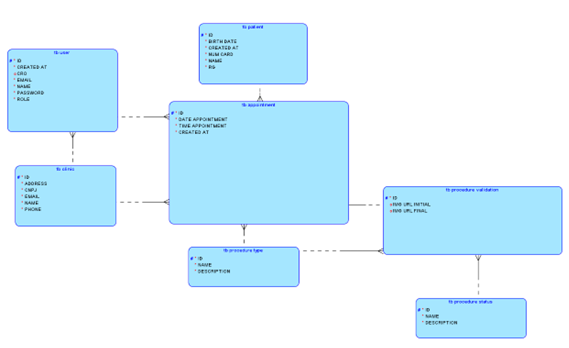 tb patient
# * ID
* BIRTH DATE
* CREATED AT
* NUM CARD
* NAME
* RG
tb user
# * ID
* CREATED AT
o CRO
* EMAIL
* NAME
* PASSWORD
* ROLE
tb appointment
# * ID
* DATE APPOINTMENT
* TIME APPOINTMENT
* CREATED AT
tb clinic
# * ID
* ADDRESS
* CNPJ
* EMAIL
* NAME
* PHONE
tb procedure validation
# * ID
o IMG URL INITIAL
o IMG URL FINAL
tb procedure type
# * ID
* NAME
* DESCRIPTION
tb procedure status
# * ID
* NAME
* DESCRIPTION